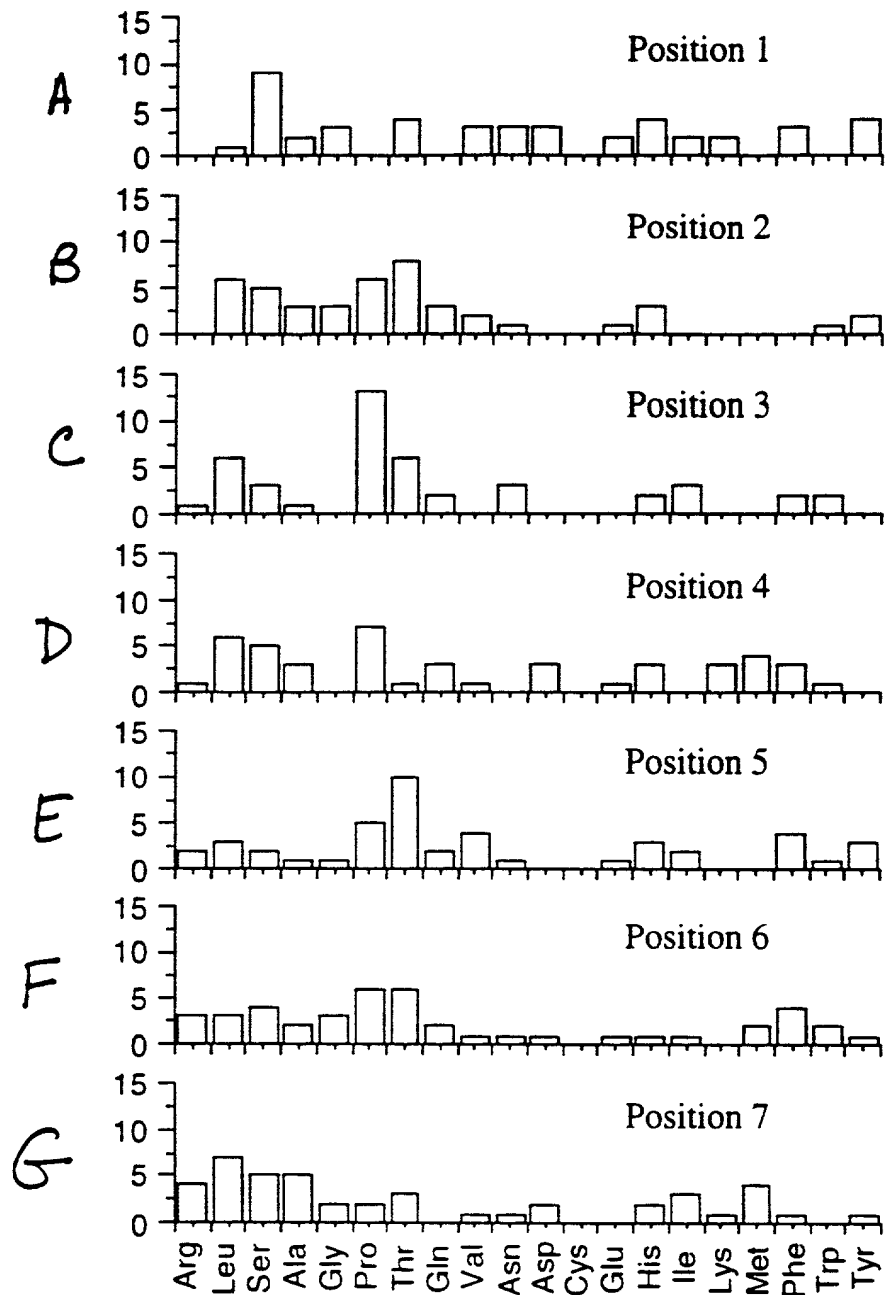 A
15
10
5
0
Position 1
B
15
10
5
0
Position 2
C
15
10
5
0
Position 3
D
15
10
5
0
Position 4
E
15
10
5
0
Position 5
F
15
10
5
0
Position 6
G
15
10
5
0
Position 7
Arg Leu Ser Ala Gly Pro Thr Gln Val Asn Asp Cys Glu His Ile Lys Met Phe Trp Tyr